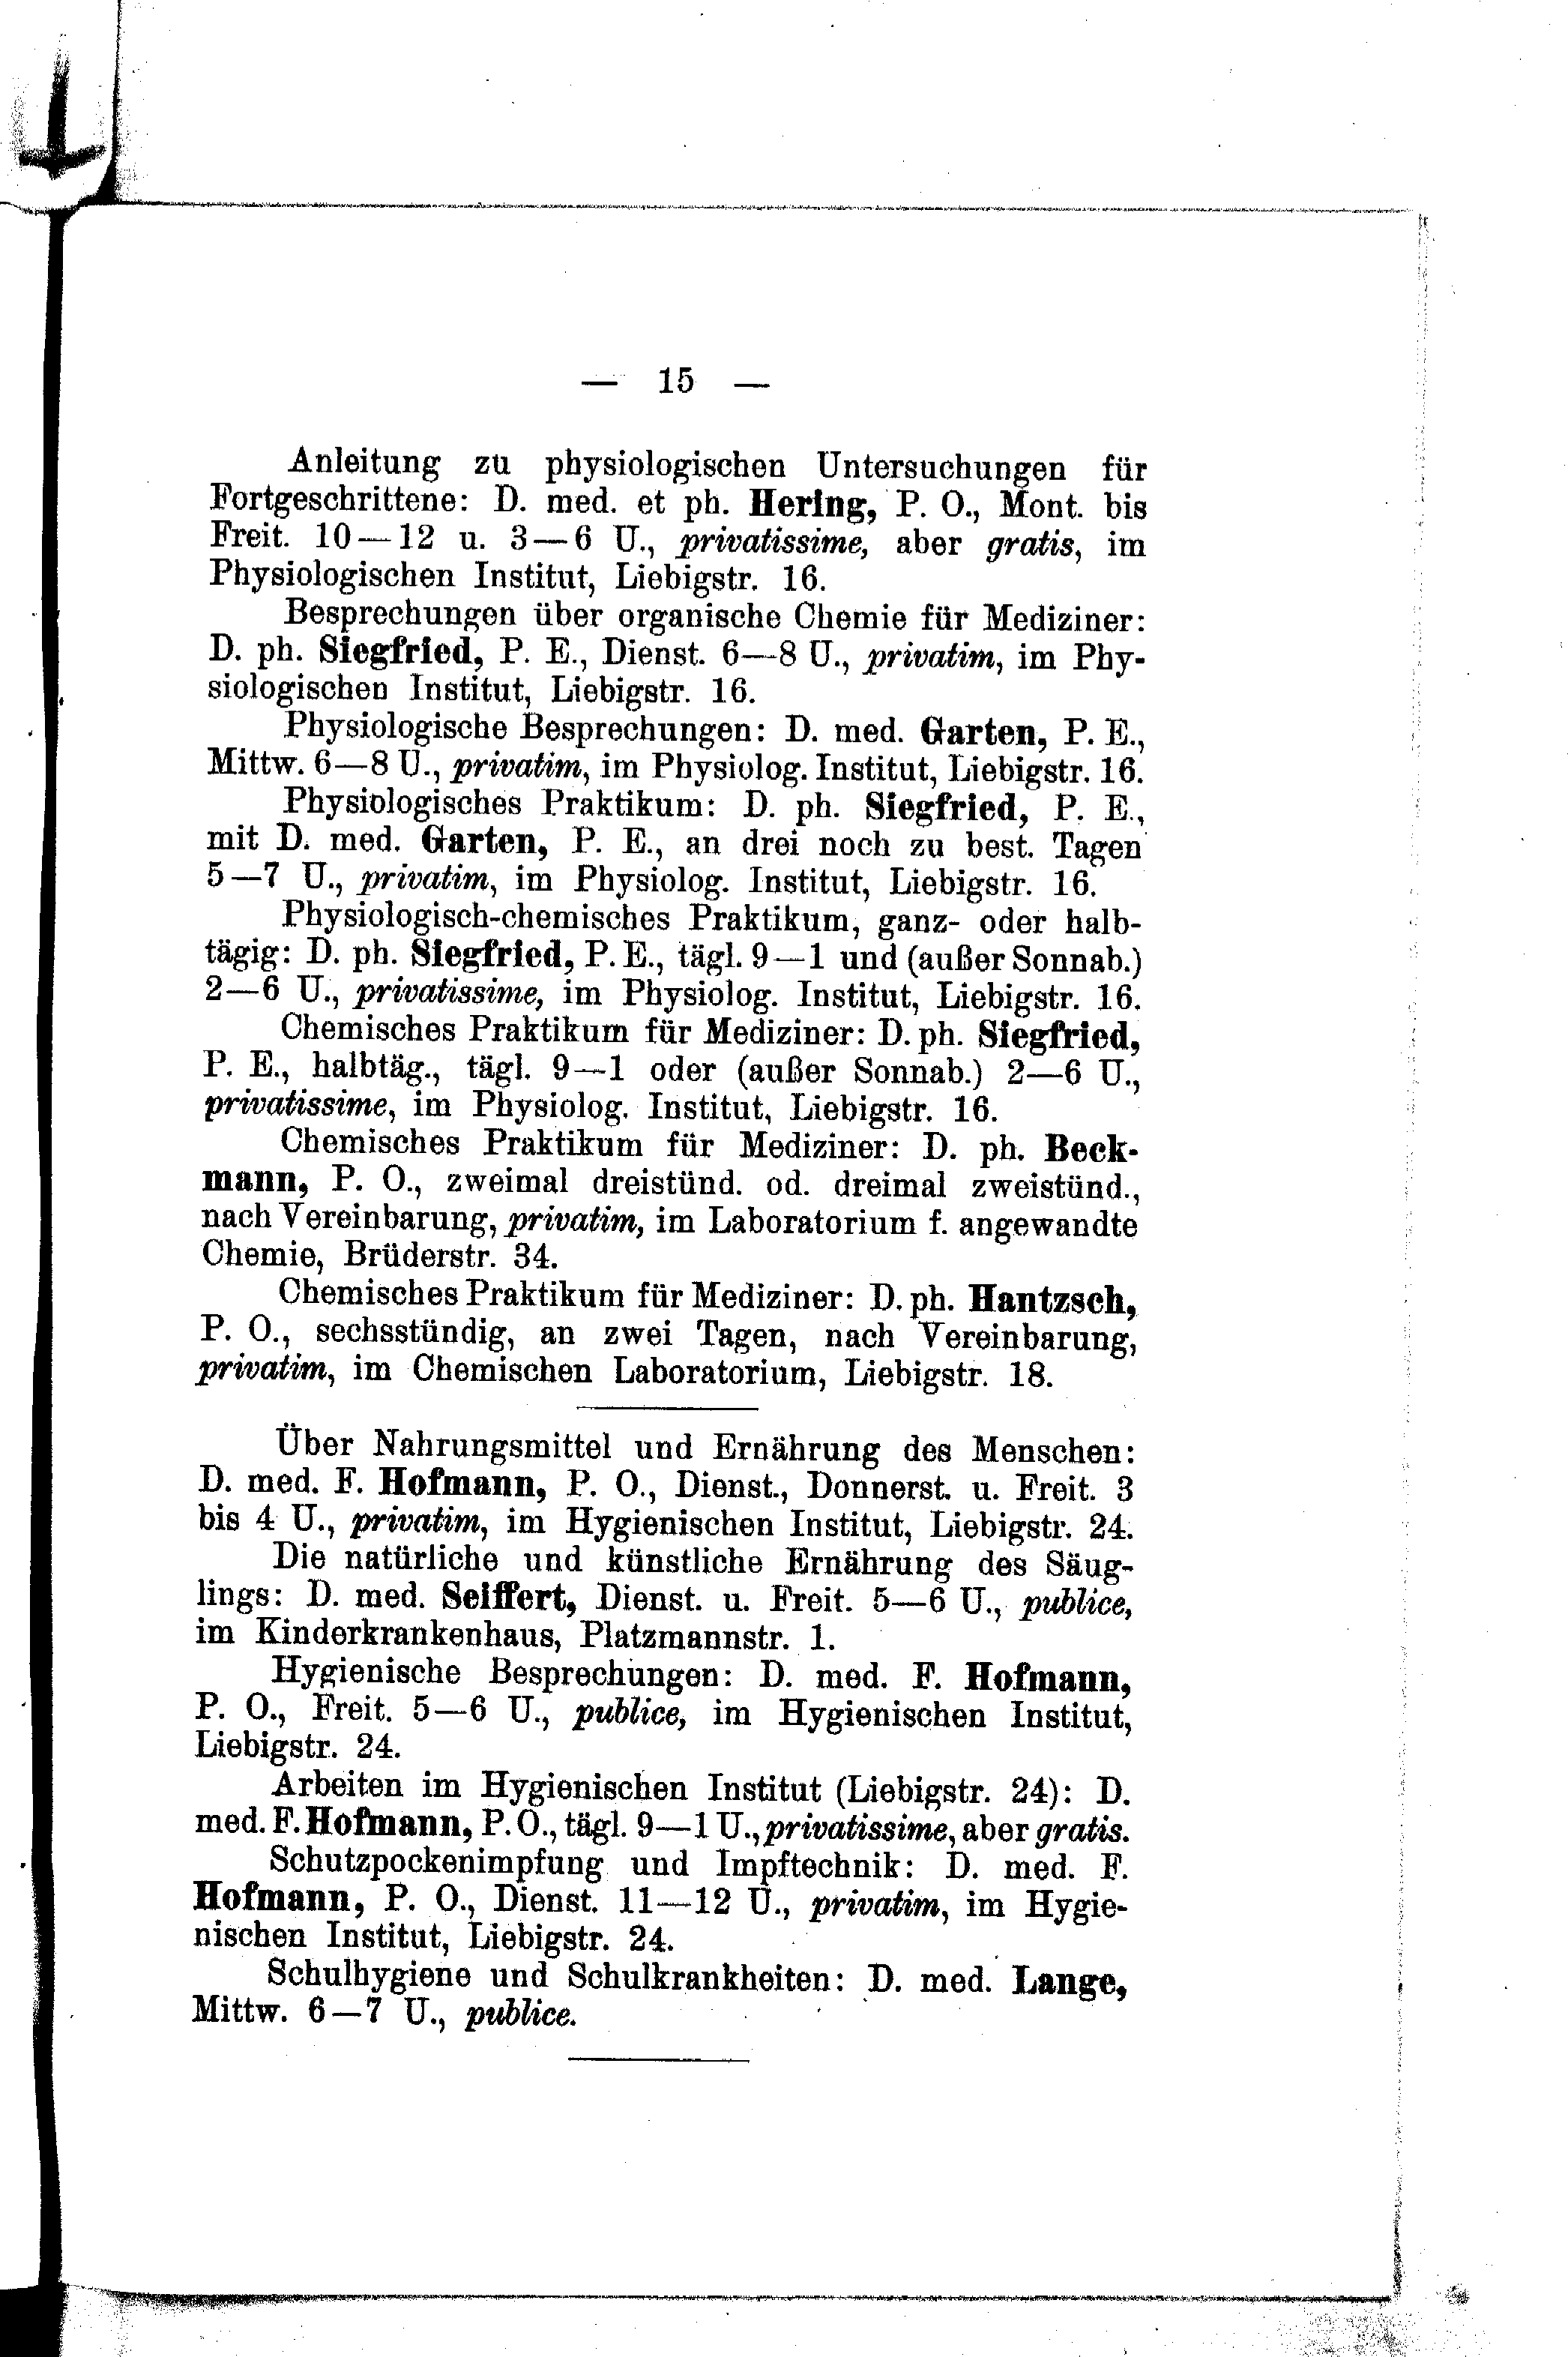 — 15 —
Anleitung zu physiologischen Untersuchungen für
Fortgeschrittene: D. med. et ph. Hering, P. O., Mont. bis
Freit. 10—12 u. 3—6 U., privatissime, aber gratis, im
Physiologischen Institut, Liebigstr. 16.
Besprechungen über organische Chemie für Mediziner:
D. ph. Siegfried, P. E., Dienst. 6—8 U., privatim, im Phy-
siologischen Institut, Liebigstr. 16.
Physiologische Besprechungen: D. med. Garten, P. E.,
Mittw. 6—8 U., privatim, im Physiolog. Institut, Liebigstr. 16.
Physiologisches Praktikum: D. ph. Siegfried, P. E.,
mit D. med. Garten, P. E., an drei noch zu best. Tagen
5—7 U., privatim, im Physiolog. Institut, Liebigstr. 16.
Physiologisch-chemisches Praktikum, ganz- oder halb-
tägig: D. ph. Siegfried, P. E., tägl. 9—1 und (außer Sonnab.)
2—6 U., privatissime, im Physiolog. Institut, Liebigstr. 16.
Chemisches Praktikum für Mediziner: D. ph. Siegfried,
P. E., halbtäg., tägl. 9—1 oder (außer Sonnab.) 2—6 U.,
privatissime, im Physiolog. Institut, Liebigstr. 16.
Chemisches Praktikum für Mediziner: D. ph. Beck-
mann, P. O., zweimal dreistünd. od. dreimal zweistünd.,
nach Vereinbarung, privatim, im Laboratorium f. angewandte
Chemie, Brüderstr. 34.
Chemisches Praktikum für Mediziner: D. ph. Hantzsch,
P. O., sechsstündig, an zwei Tagen, nach Vereinbarung,
privatim, im Chemischen Laboratorium, Liebigstr. 18.
Über Nahrungsmittel und Ernährung des Menschen:
D. med. F. Hofmann, P. O., Dienst., Donnerst. u. Freit. 3
bis 4 U., privatim, im Hygienischen Institut, Liebigstr. 24.
Die natürliche und künstliche Ernährung des Säug-
lings: D. med. Seiffert, Dienst. u. Freit. 5—6 U., publice,
im Kinderkrankenhaus, Platzmannstr. 1.
Hygienische Besprechungen: D. med. F. Hofmann,
P. O., Freit. 5—6 U., publice, im Hygienischen Institut,
Liebigstr. 24.
Arbeiten im Hygienischen Institut (Liebigstr. 24): D.
med. F. Hofmann, P. O., tägl. 9—1 U., privatissime, aber gratis.
Schutzpockenimpfung und Impftechnik: D. med. F.
Hofmann, P. O., Dienst. 11—12 U., privatim, im Hygie-
nischen Institut, Liebigstr. 24.
Schulhygiene und Schulkrankheiten: D. med. Lange,
Mittw. 6—7 U., publice.